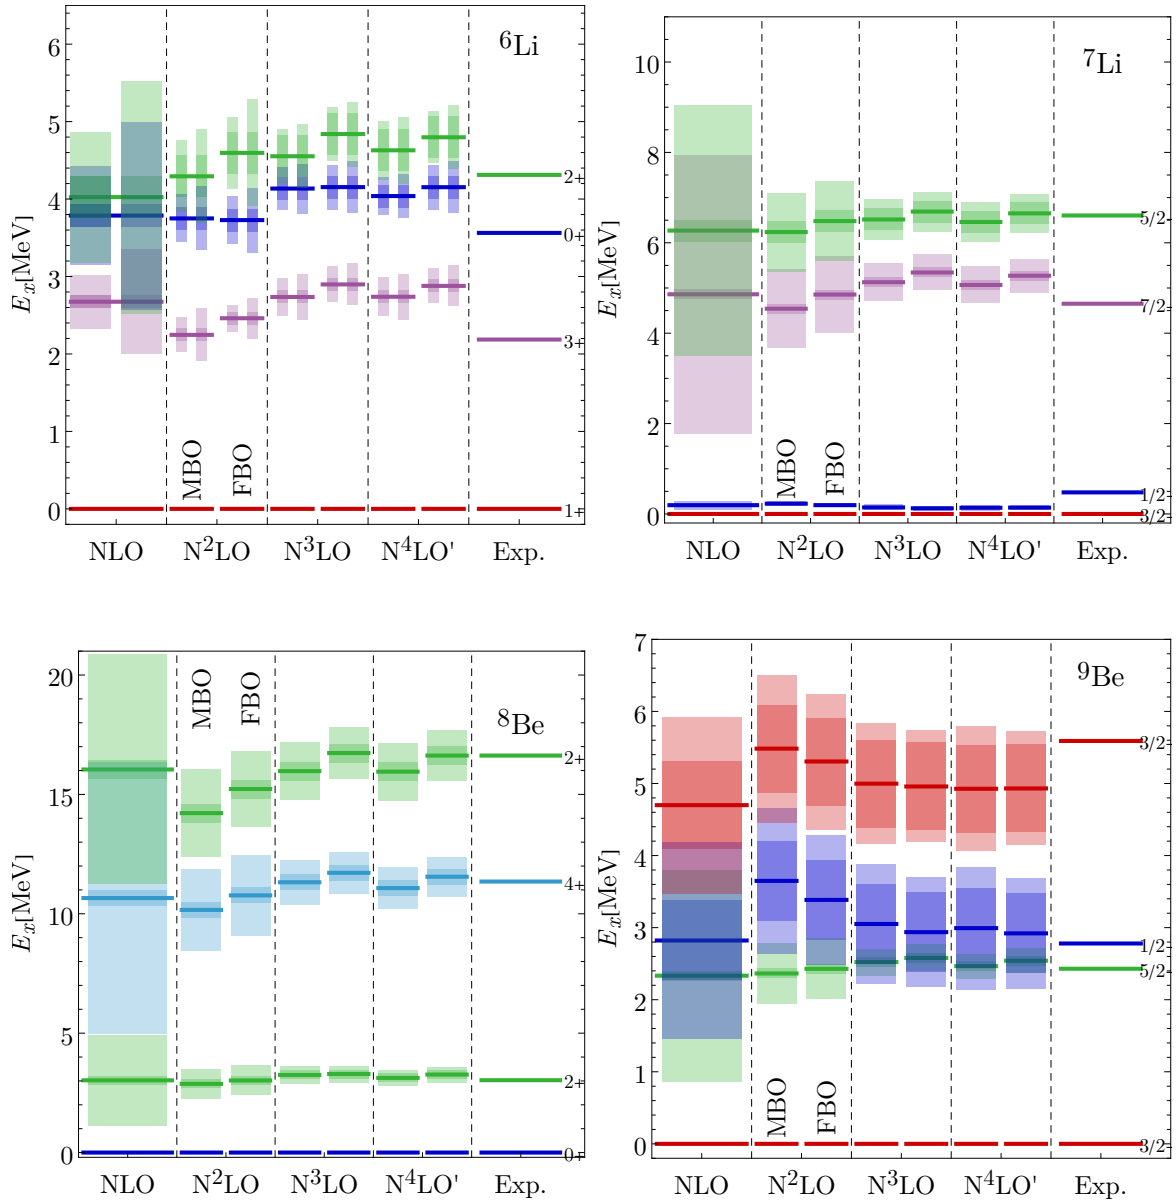 ⁶Li
6
5
4
3
2
1
0
Eₓ[MeV]
2+
0+
3+
1+
MBO
FBO
NLO
N²LO
N³LO
N⁴LO'
Exp.
⁷Li
10
8
6
4
2
0
Eₓ[MeV]
5/2-
7/2-
1/2-
3/2-
MBO
FBO
NLO
N²LO
N³LO
N⁴LO'
Exp.
⁸Be
20
15
10
5
0
Eₓ[MeV]
MBO
FBO
2+
4+
2+
0+
NLO
N²LO
N³LO
N⁴LO'
Exp.
⁹Be
7
6
5
4
3
2
1
0
Eₓ[MeV]
3/2-
1/2-
5/2-
3/2-
MBO
FBO
NLO
N²LO
N³LO
N⁴LO'
Exp.